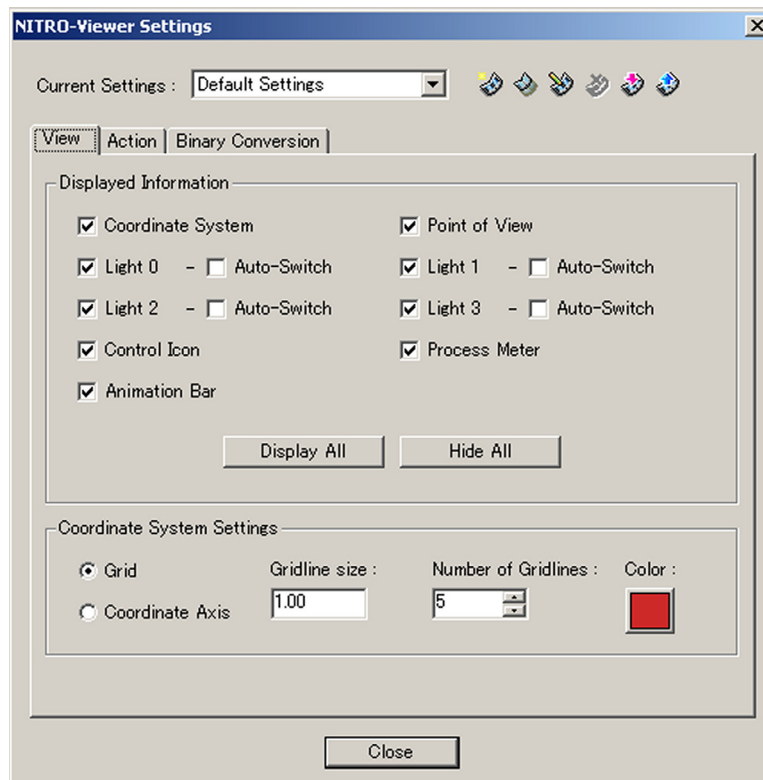 NITRO-Viewer Settings
Current Settings : Default Settings
View Action Binary Conversion
Displayed Information
Coordinate System Point of View
Light 0 - Auto-Switch Light 1 - Auto-Switch
Light 2 - Auto-Switch Light 3 - Auto-Switch
Control Icon Process Meter
Animation Bar
Display All Hide All
Coordinate System Settings
Grid Gridline size : Number of Gridlines : Color :
Coordinate Axis 1.00 5
Close